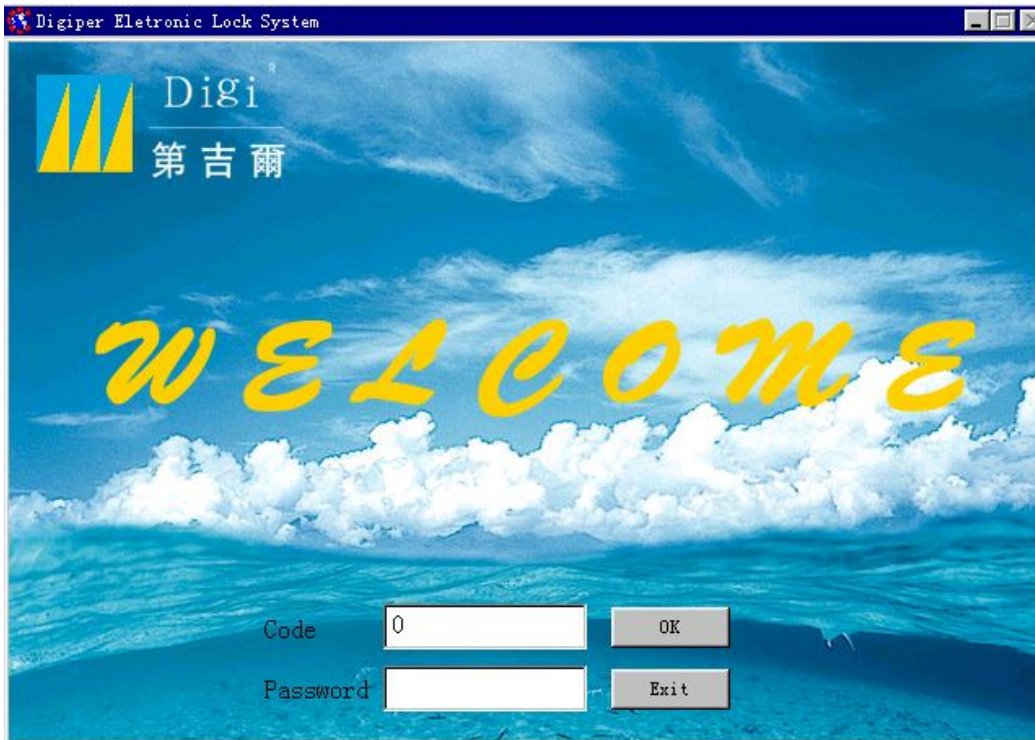 Digiper Eletronic Lock System
Digi®
第吉爾
WELCOME
Code 0 OK
Password Exit